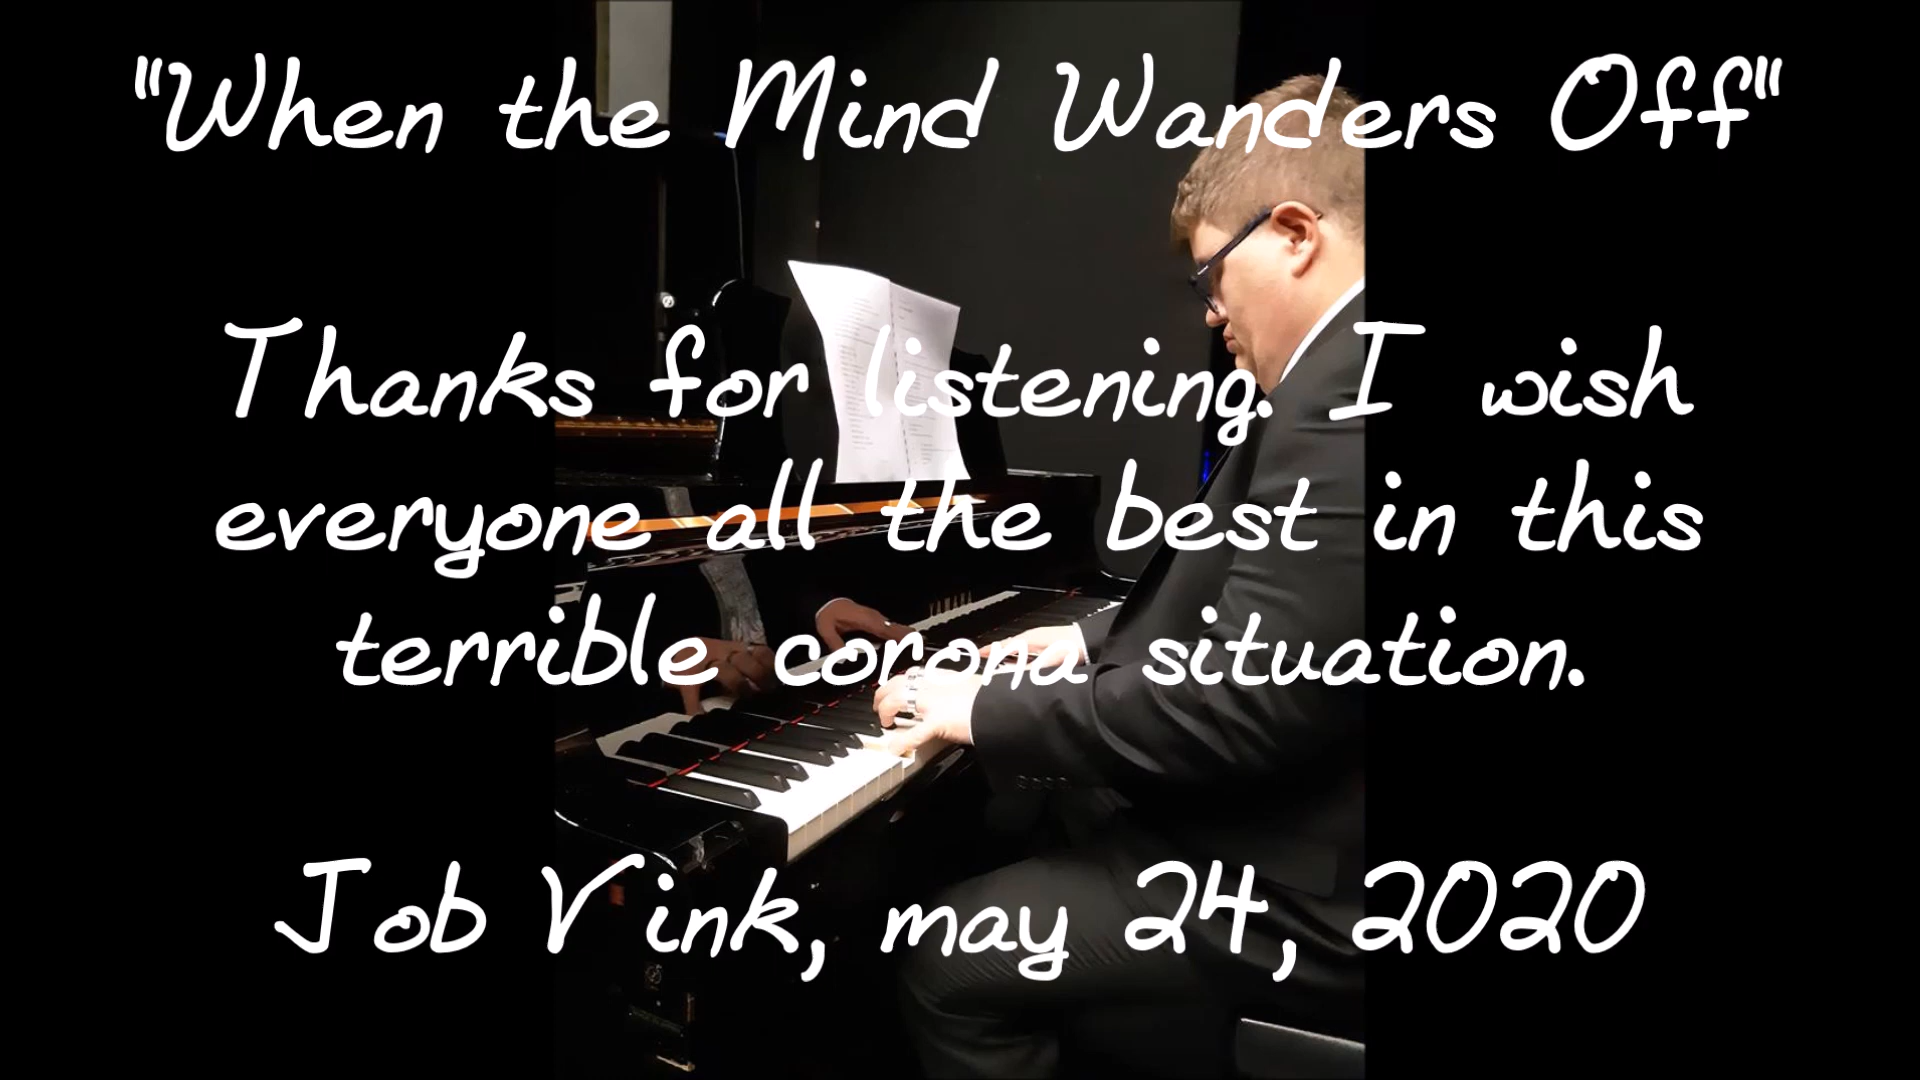 "When the Mind Wanders Off"
Thanks for listening. I wish
everyone all the best in this
terrible corona situation.
Job Vink, may 24, 2020
YAMAHA